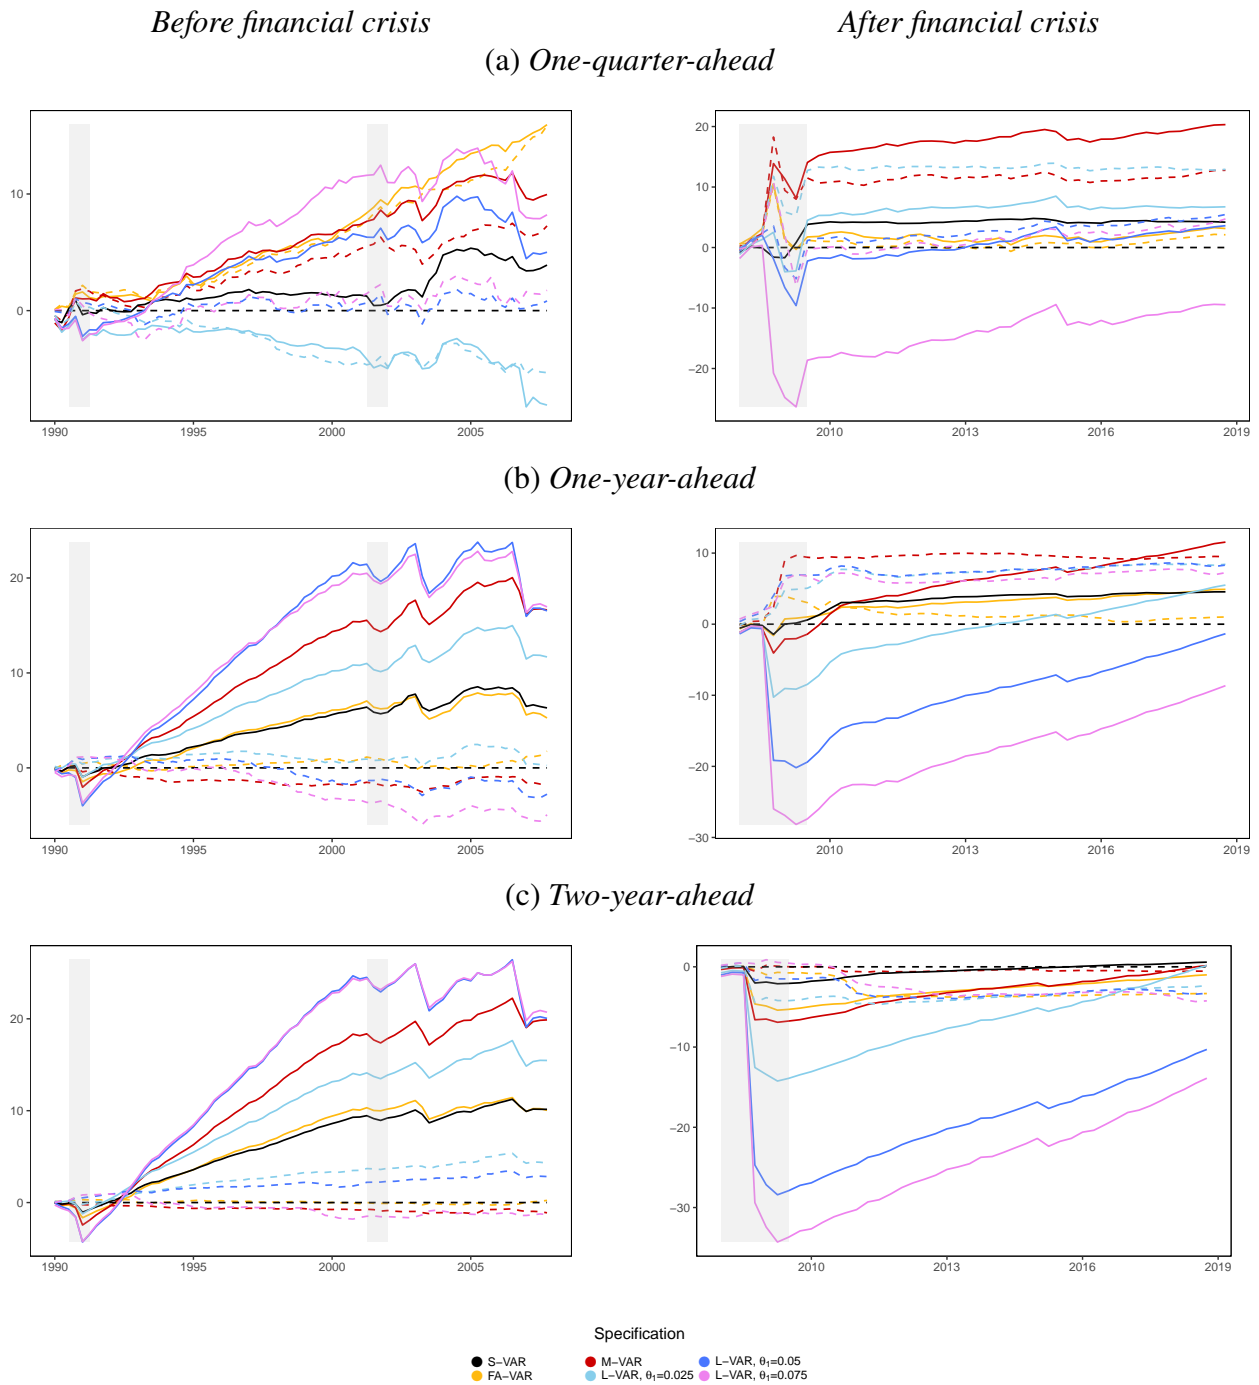 Before financial crisis After financial crisis
(a) One-quarter-ahead
10
0
1990 1995 2000 2005
20
10
0
−10
−20
2010 2013 2016 2019
(b) One-year-ahead
20
10
0
1990 1995 2000 2005
10
0
−10
−20
−30
2010 2013 2016 2019
(c) Two-year-ahead
20
10
0
1990 1995 2000 2005
0
−10
−20
−30
2010 2013 2016 2019
Specification
S−VAR M−VAR L−VAR, θ₁=0.05
FA−VAR L−VAR, θ₁=0.025 L−VAR, θ₁=0.075